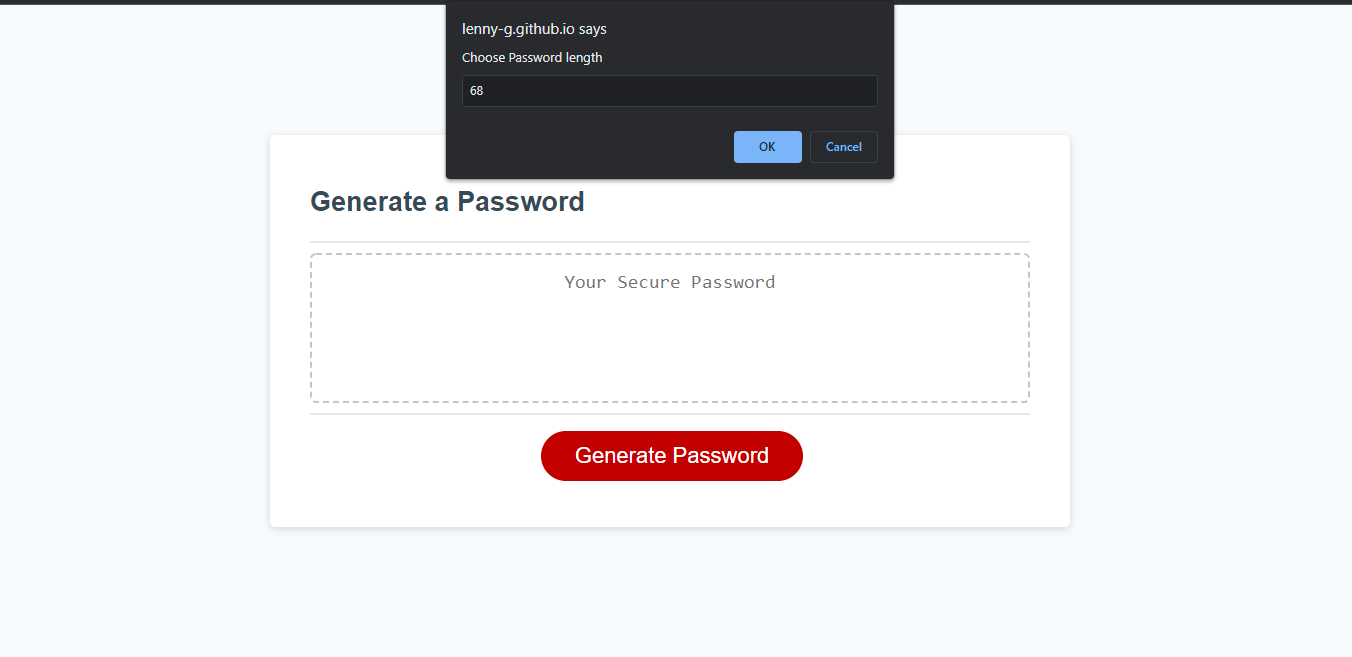 lenny-g.github.io says
Choose Password length
68
OK
Cancel
Generate a Password
Your Secure Password
Generate Password